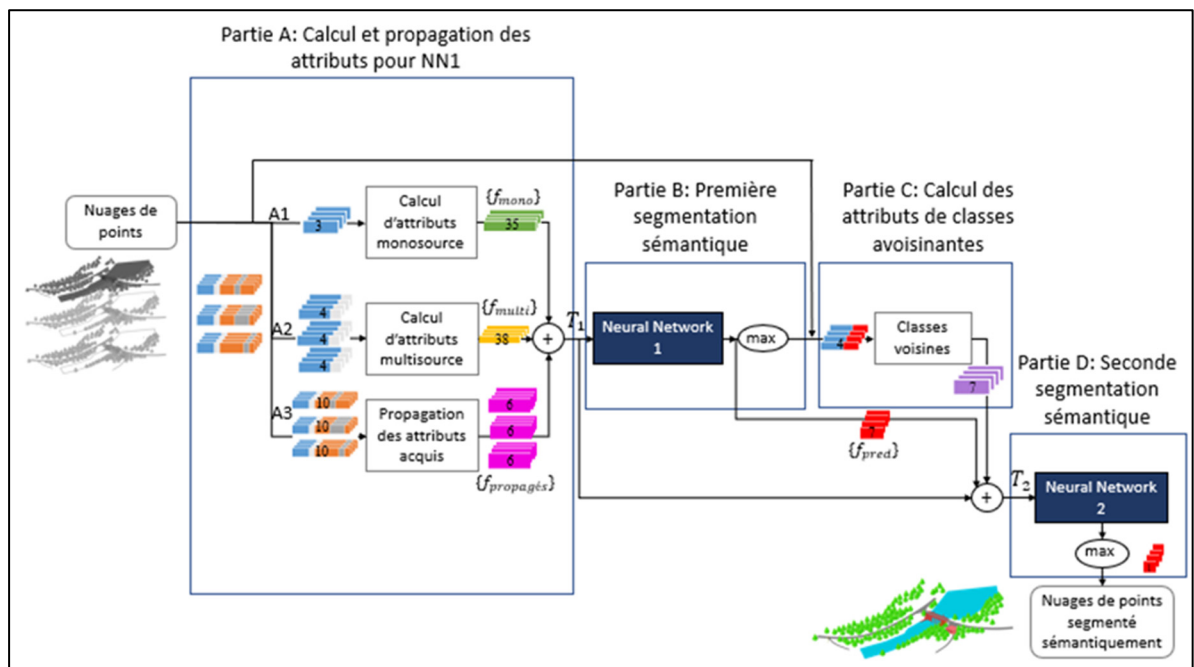 Partie A: Calcul et propagation des
attributs pour NN1
Nuages de
points
A1
3
Calcul
d'attributs
monosource
{fmono}
35
A2
4
4
4
Calcul
d'attributs
multisource
{fmulti}
38
A3
10
10
10
Propagation
des attributs
acquis
6
6
6
{fpropagés}
+
T1
Partie B: Première
segmentation
sémantique
Neural Network
1
max
7
{fpred}
Partie C: Calcul des
attributs de classes
avoisinantes
4
Classes
voisines
7
+
T2
Partie D: Seconde
segmentation
sémantique
Neural Network
2
max
Nuages de points
segmenté
sémantiquement